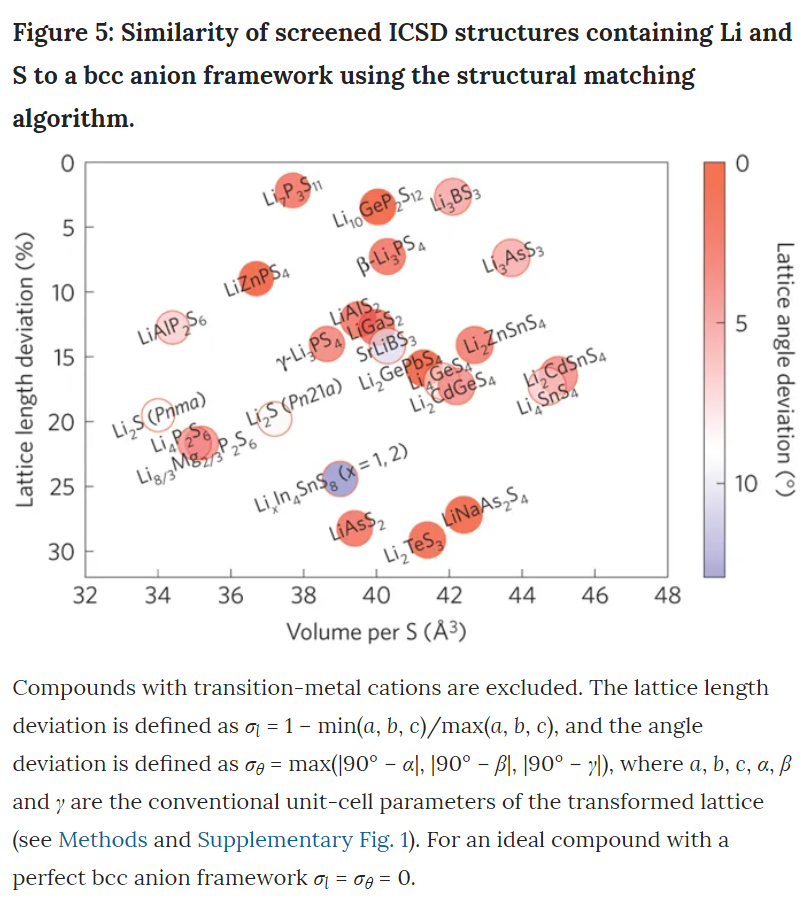 Figure 5: Similarity of screened ICSD structures containing Li and
S to a bcc anion framework using the structural matching
algorithm.
0
5
10
15
20
25
30
Lattice length deviation (%)
Li₇P₃S₁₁
Li₁₀GeP₂S₁₂
Li₃BS₃
β-Li₃PS₄
Li₃AsS₃
LiZnPS₄
LiAlP₂S₆
LiAlS₂
LiGaS₂
γ-Li₃PS₄
SrLiBS₃
Li₂ZnSnS₄
Li₂GePbS₄
Li₄GeS₄
Li₂CdGeS₄
Li₂CdSnS₄
Li₄SnS₄
Li₂S (Pnma)
Li₂S (Pn21a)
Li₄P₂S₆
Li₈/₃Mg₂/₃P₂S₆
LiₓIn₄SnS₈ (x = 1, 2)
LiAsS₂
Li₂TeS₃
LiNaAs₂S₄
32 34 36 38 40 42 44 46 48
Volume per S (Å³)
0
5
10
Lattice angle deviation (°)
Compounds with transition-metal cations are excluded. The lattice length
deviation is defined as σₗ = 1 − min(a, b, c)/max(a, b, c), and the angle
deviation is defined as σθ = max(|90° − α|, |90° − β|, |90° − γ|), where a, b, c, α, β
and γ are the conventional unit-cell parameters of the transformed lattice
(see Methods and Supplementary Fig. 1). For an ideal compound with a
perfect bcc anion framework σₗ = σθ = 0.